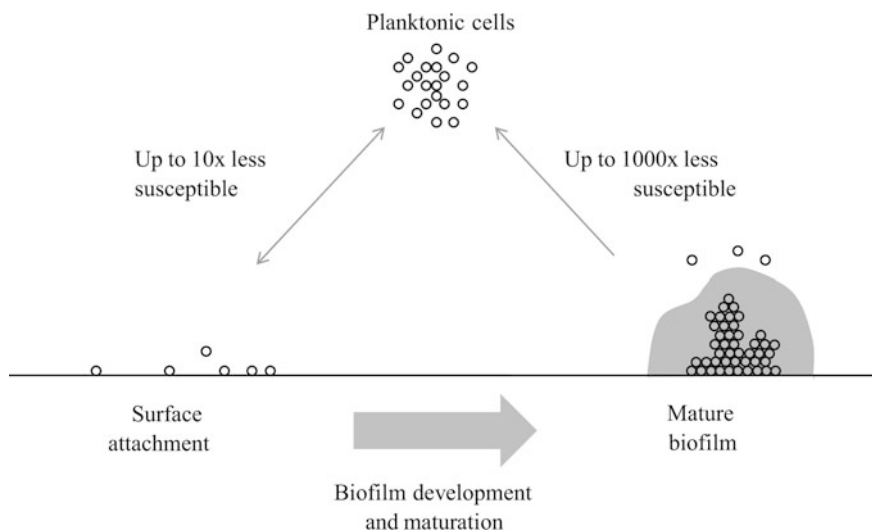 Planktonic cells
Up to 10x less
susceptible
Up to 1000x less
susceptible
Surface
attachment
Mature
biofilm
Biofilm development
and maturation